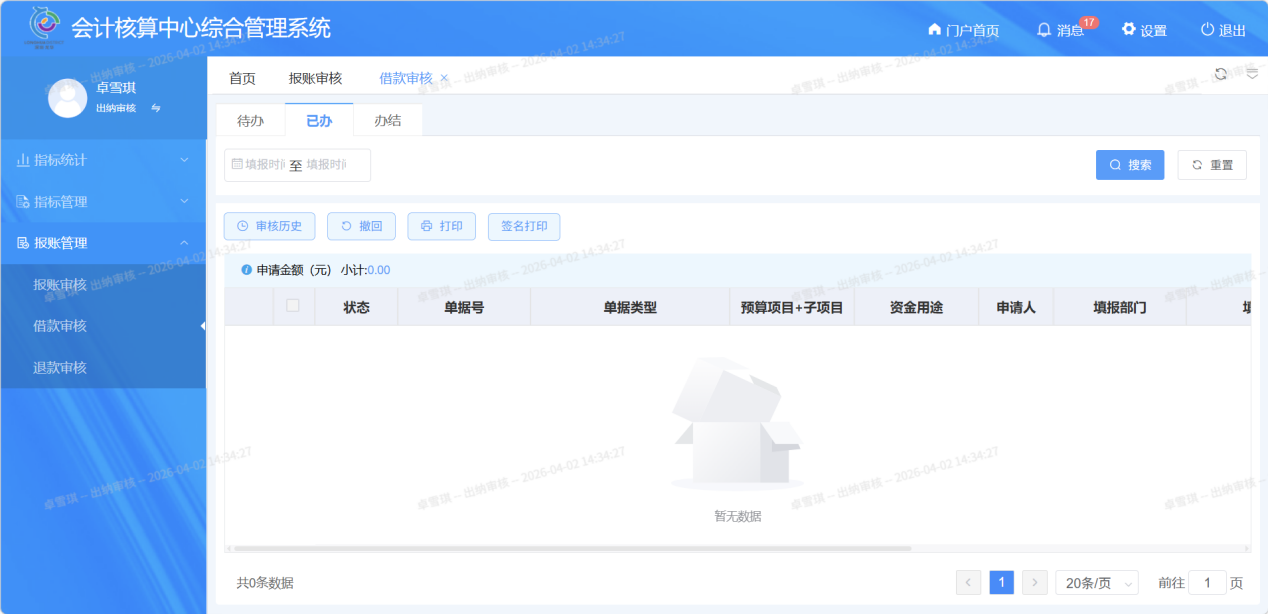 会计核算中心综合管理系统
门户首页 消息 17 设置 退出
卓雪琪
出纳审核
首页 报账审核 借款审核 ×
待办 已办 办结
填报时 至 填报时
搜索 重置
指标统计
指标管理
报账管理
报账审核
借款审核
退款审核
审核历史 撤回 打印 签名打印
申请金额（元） 小计:0.00
状态 单据号 单据类型 预算项目+子项目 资金用途 申请人 填报部门
暂无数据
共0条数据 1 20条/页 前往 1 页
卓雪琪 -- 出纳审核 -- 2026-04-02 14:34:27